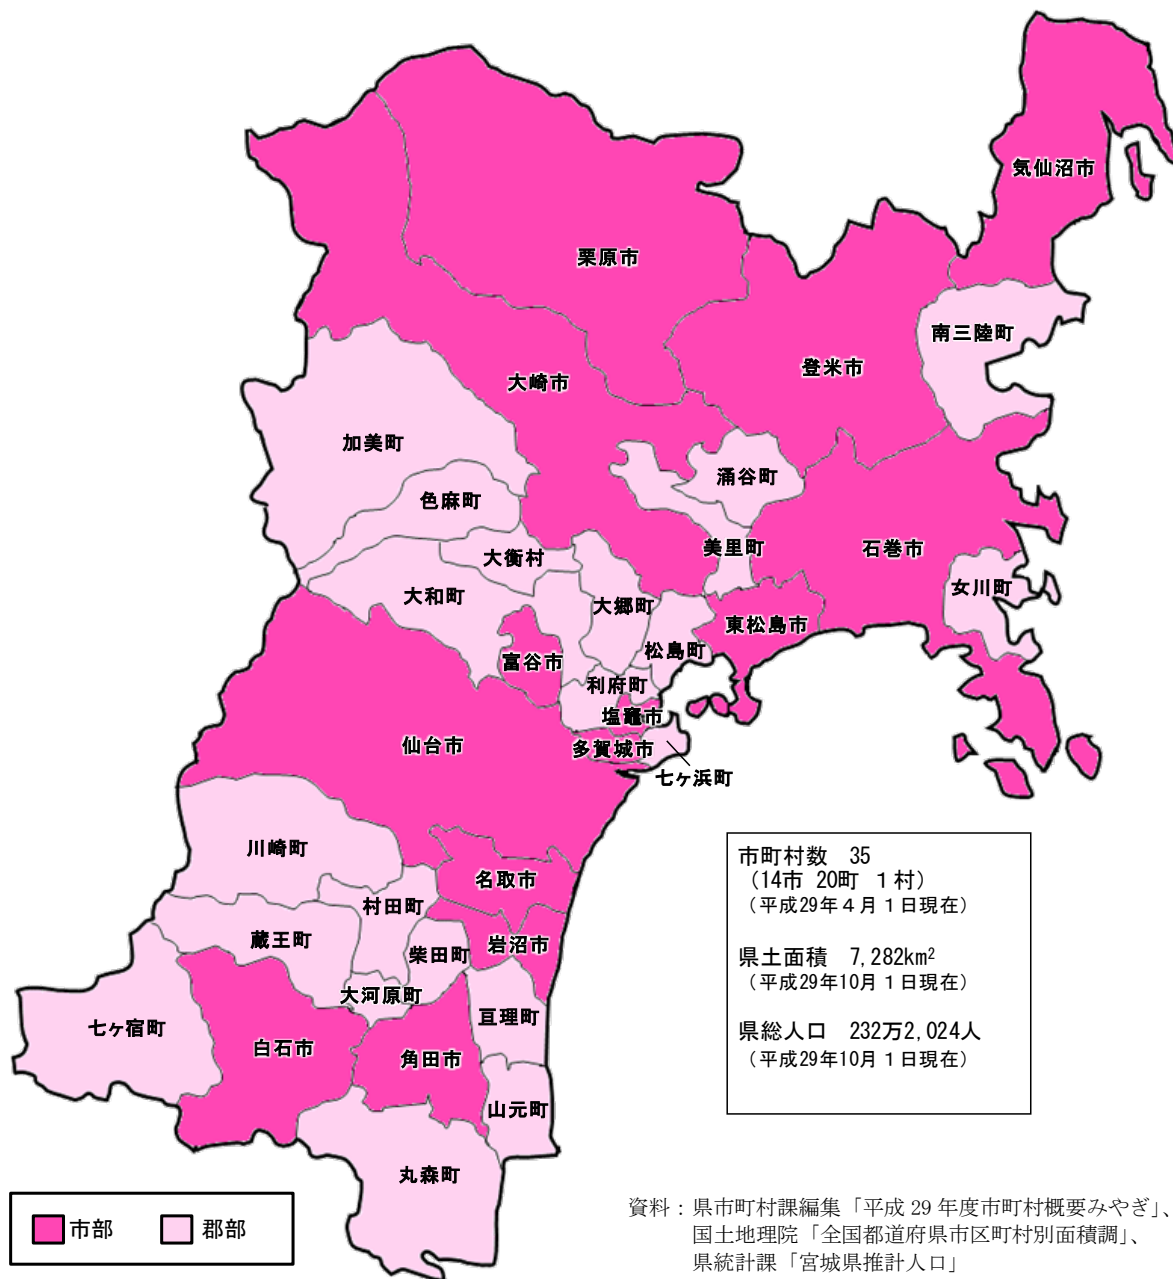 気仙沼市
栗原市
南三陸町
登米市
大崎市
加美町
涌谷町
色麻町
美里町
石巻市
大衡村
女川町
大和町
大郷町
東松島市
松島町
富谷市
利府町
塩竈市
仙台市
多賀城市
七ヶ浜町
川崎町
名取市
村田町
蔵王町
岩沼市
柴田町
大河原町
亘理町
七ヶ宿町
白石市
角田市
山元町
丸森町
市町村数 35
(14市 20町 1村)
(平成29年4月1日現在)
県土面積 7,282km²
(平成29年10月1日現在)
県総人口 232万2,024人
(平成29年10月1日現在)
市部 郡部
資料:県市町村課編集「平成 29 年度市町村概要みやぎ」、
国土地理院「全国都道府県市区町村別面積調」、
県統計課「宮城県推計人口」